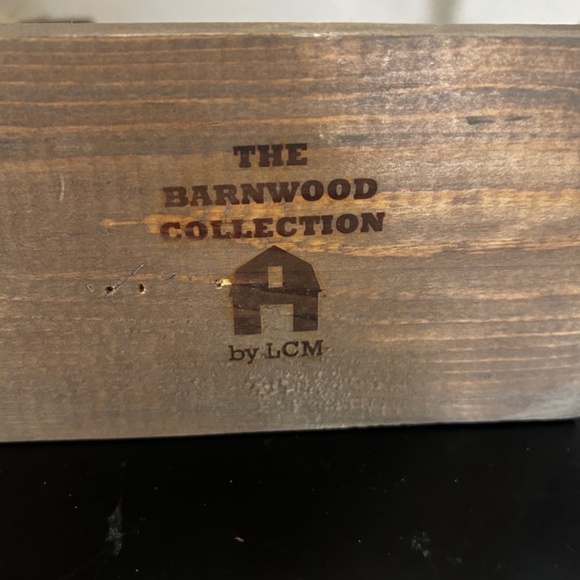 THE
BARNWOOD
COLLECTION
by LCM